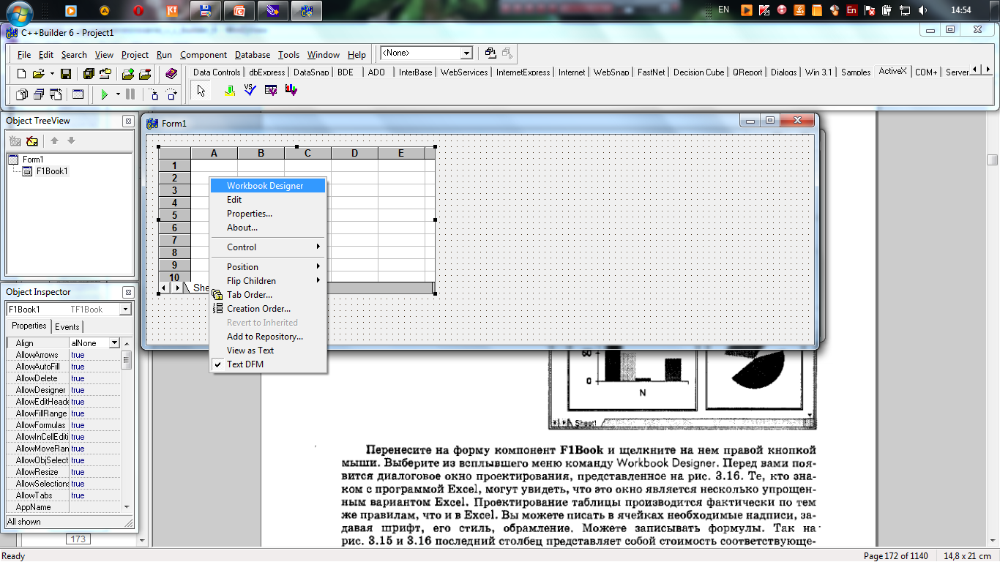 EN
En
14:54
C++Builder 6 - Project1
File Edit Search View Project Run Component Database Tools Window Help
<None>
Data Controls dbExpress DataSnap BDE ADO InterBase WebServices InternetExpress Internet WebSnap FastNet Decision Cube QReport Dialogs Win 3.1 Samples ActiveX COM+ Server
Object TreeView
Form1
F1Book1
Form1
A B C D E
1
2
3
4
5
6
7
8
9
10
She
Workbook Designer
Edit
Properties...
About...
Control
Position
Flip Children
Tab Order...
Creation Order...
Revert to Inherited
Add to Repository...
View as Text
Text DFM
Object Inspector
F1Book1 TF1Book
Properties Events
Align alNone
AllowArrows true
AllowAutoFill true
AllowDelete true
AllowDesigner true
AllowEditHeade true
AllowFillRange true
AllowFormulas true
AllowInCellEditi true
AllowMoveRan true
AllowObjSelect true
AllowResize true
AllowSelections true
AllowTabs true
AppName
All shown
60
0
N
Sheet1
Перенесите на форму компонент F1Book и щелкните на нем правой кнопкой
мыши. Выберите из всплывшего меню команду Workbook Designer. Перед вами поя-
вится диалоговое окно проектирования, представленное на рис. 3.16. Те, кто зна-
ком с программой Excel, могут увидеть, что это окно является несколько упрощен-
ным вариантом Excel. Проектирование таблицы производится фактически по тем
же правилам, что и в Excel. Вы можете писать в ячейках необходимые надписи, за-
давая шрифт, его стиль, обрамление. Можете записывать формулы. Так на
рис. 3.15 и 3.16 последний столбец представляет собой стоимость соответствующе-
173
Ready
Page 172 of 1140
14,8 x 21 cm